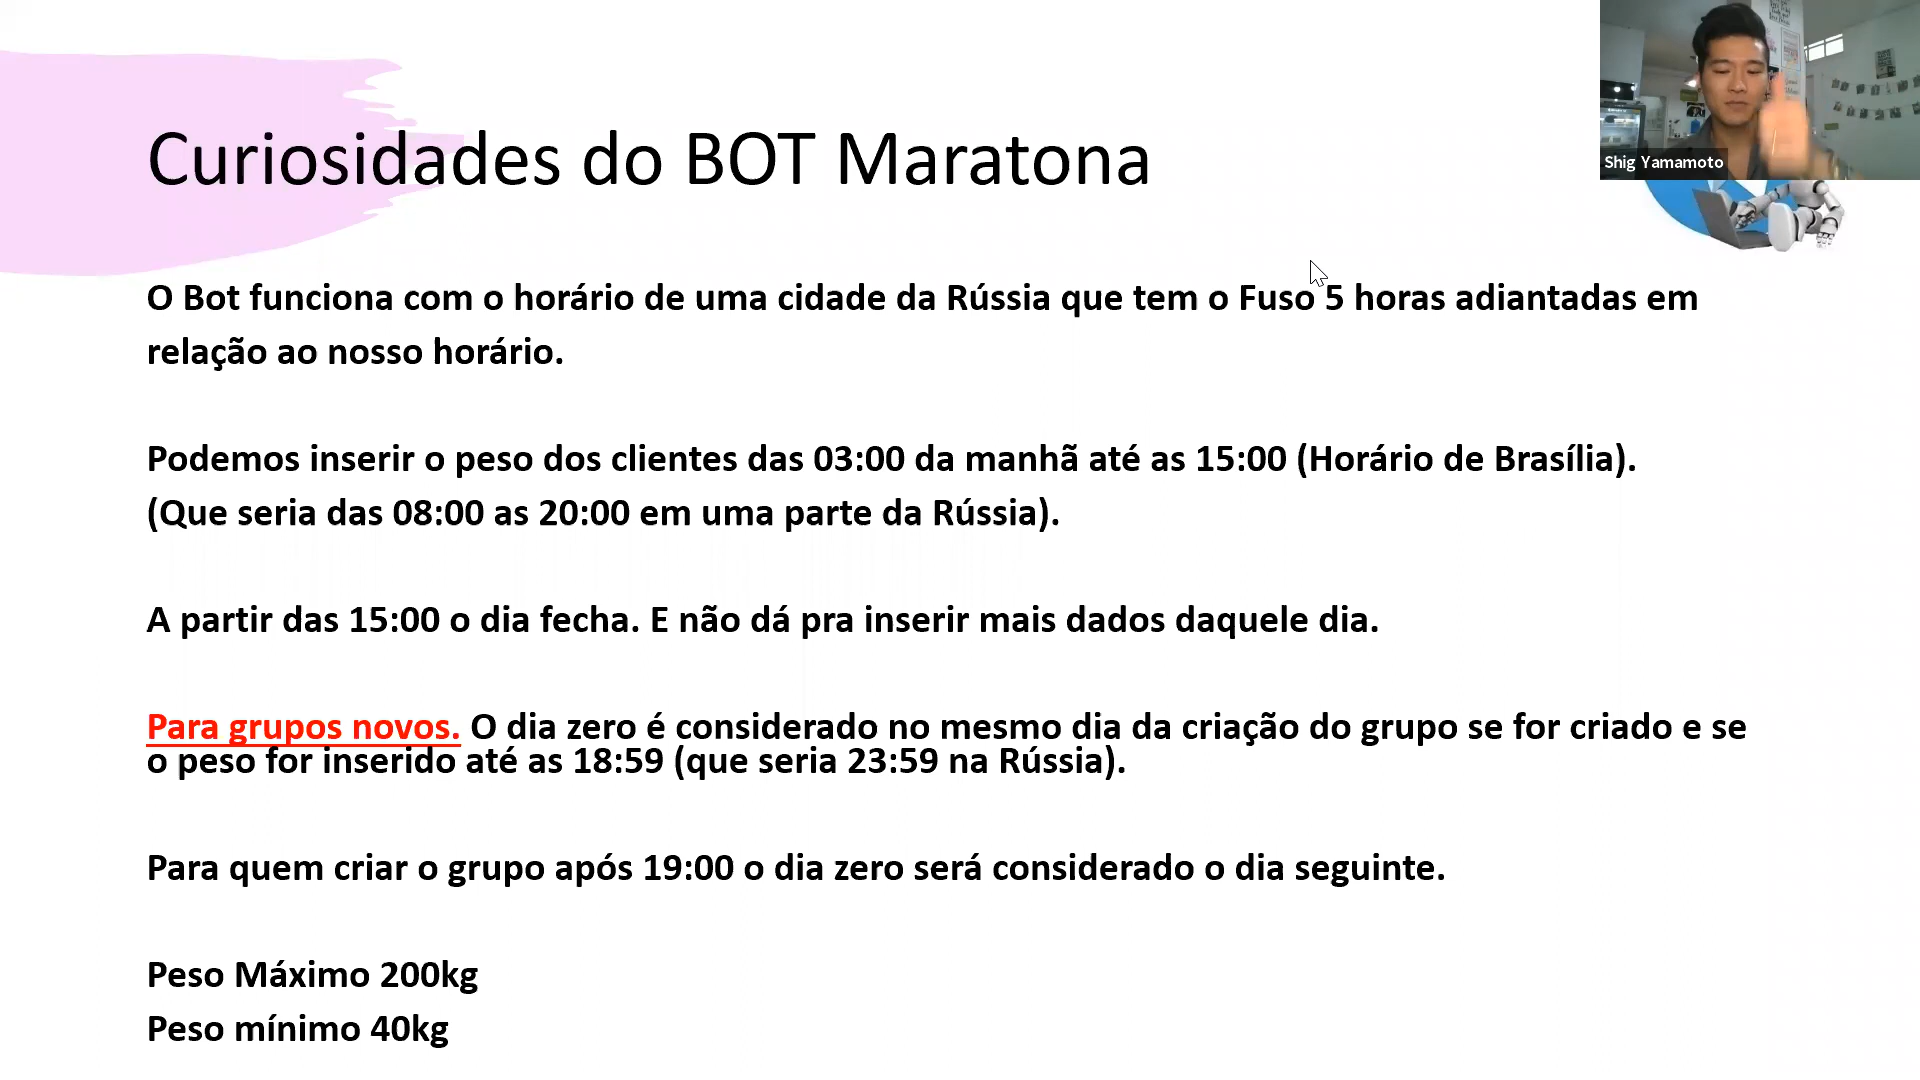 Curiosidades do BOT Maratona
Shig Yamamoto
O Bot funciona com o horário de uma cidade da Rússia que tem o Fuso 5 horas adiantadas em
relação ao nosso horário.
Podemos inserir o peso dos clientes das 03:00 da manhã até as 15:00 (Horário de Brasília).
(Que seria das 08:00 as 20:00 em uma parte da Rússia).
A partir das 15:00 o dia fecha. E não dá pra inserir mais dados daquele dia.
Para grupos novos. O dia zero é considerado no mesmo dia da criação do grupo se for criado e se
o peso for inserido até as 18:59 (que seria 23:59 na Rússia).
Para quem criar o grupo após 19:00 o dia zero será considerado o dia seguinte.
Peso Máximo 200kg
Peso mínimo 40kg